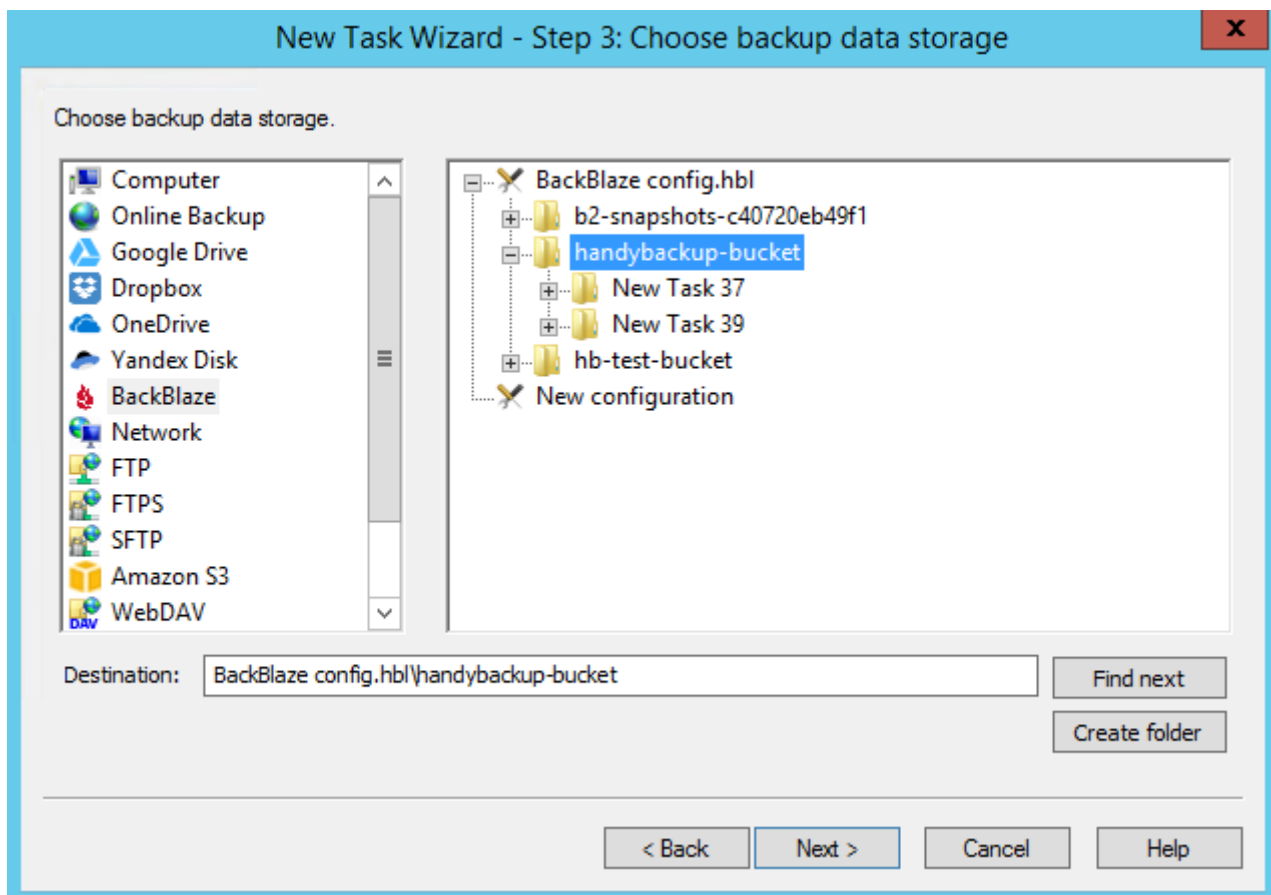 New Task Wizard - Step 3: Choose backup data storage
x
Choose backup data storage.
Computer
Online Backup
Google Drive
Dropbox
OneDrive
Yandex Disk
BackBlaze
Network
FTP
FTPS
SFTP
Amazon S3
DAV WebDAV
BackBlaze config.hbl
b2-snapshots-c40720eb49f1
handybackup-bucket
New Task 37
New Task 39
hb-test-bucket
New configuration
Destination: BackBlaze config.hbl\handybackup-bucket Find next
Create folder
< Back Next > Cancel Help